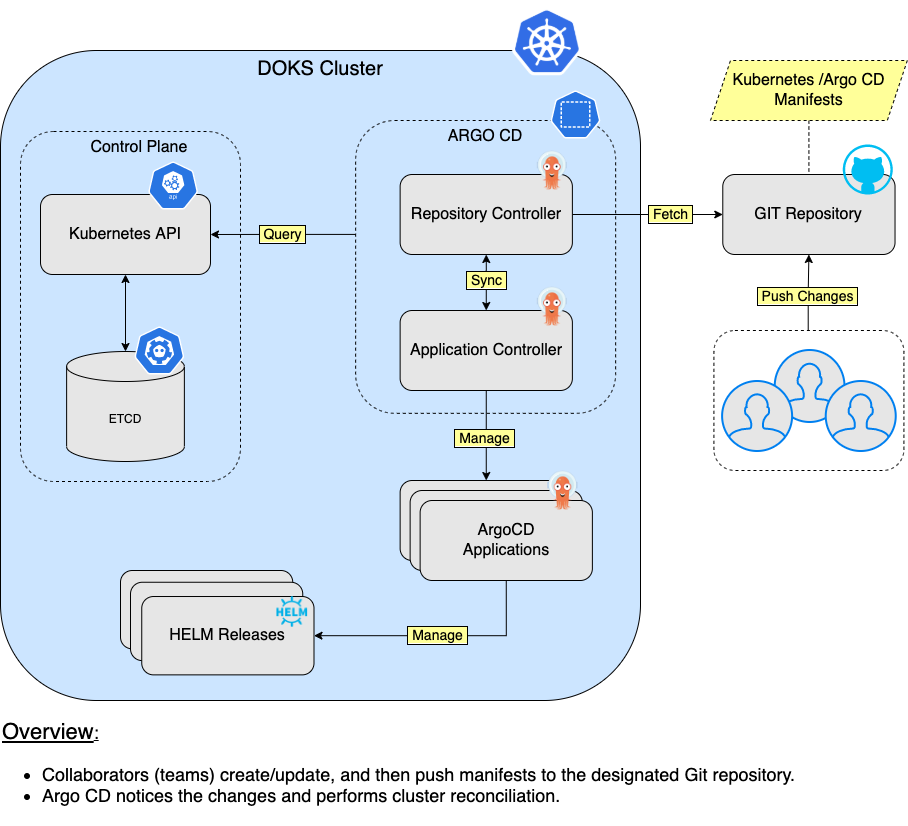 DOKS Cluster
Kubernetes /Argo CD
Manifests
Control Plane
ARGO CD
api
Kubernetes API
Query
Repository Controller
Fetch
GIT Repository
Sync
Push Changes
Application Controller
ETCD
Manage
ArgoCD
Applications
HELM
HELM Releases
Manage
Overview:
• Collaborators (teams) create/update, and then push manifests to the designated Git repository.
• Argo CD notices the changes and performs cluster reconciliation.